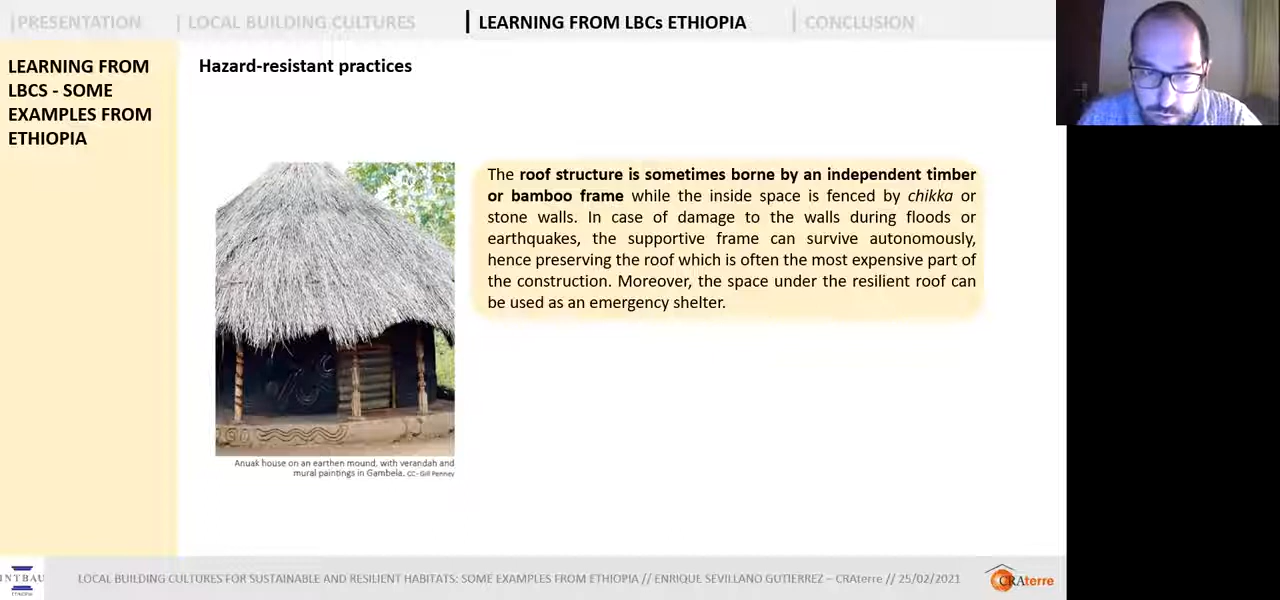 |PRESENTATION | LOCAL BUILDING CULTURES | LEARNING FROM LBCs ETHIOPIA | CONCLUSION
LEARNING FROM
LBCS - SOME
EXAMPLES FROM
ETHIOPIA
Hazard-resistant practices
The roof structure is sometimes borne by an independent timber
or bamboo frame while the inside space is fenced by chikka or
stone walls. In case of damage to the walls during floods or
earthquakes, the supportive frame can survive autonomously,
hence preserving the roof which is often the most expensive part of
the construction. Moreover, the space under the resilient roof can
be used as an emergency shelter.
Anuak house on an earthen mound, with verandah and
mural paintings in Gambela. CC- Gill Penney
INTBAU
LOCAL BUILDING CULTURES FOR SUSTAINABLE AND RESILIENT HABITATS: SOME EXAMPLES FROM ETHIOPIA // ENRIQUE SEVILLANO GUTIERREZ – CRAterre // 25/02/2021
CRAterre